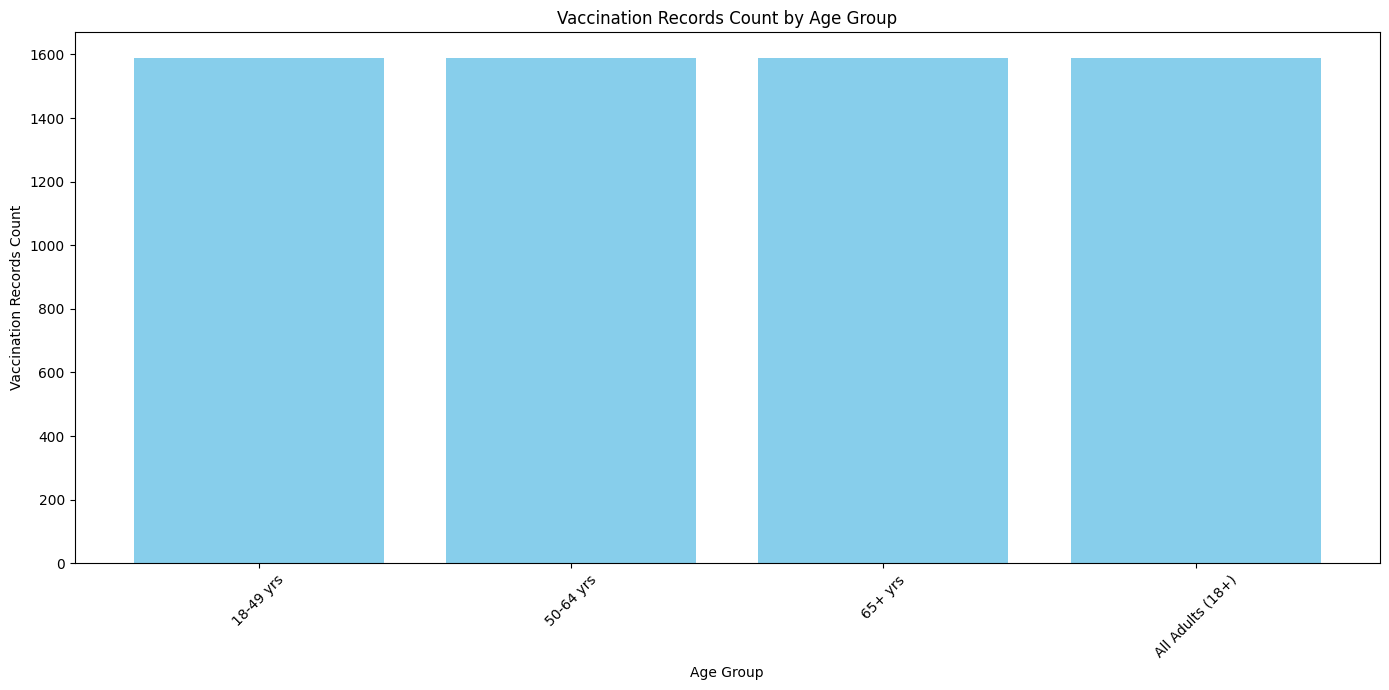 Vaccination Records Count by Age Group
Vaccination Records Count
1600
1400
1200
1000
800
600
400
200
0
18-49 yrs
50-64 yrs
65+ yrs
All Adults (18+)
Age Group